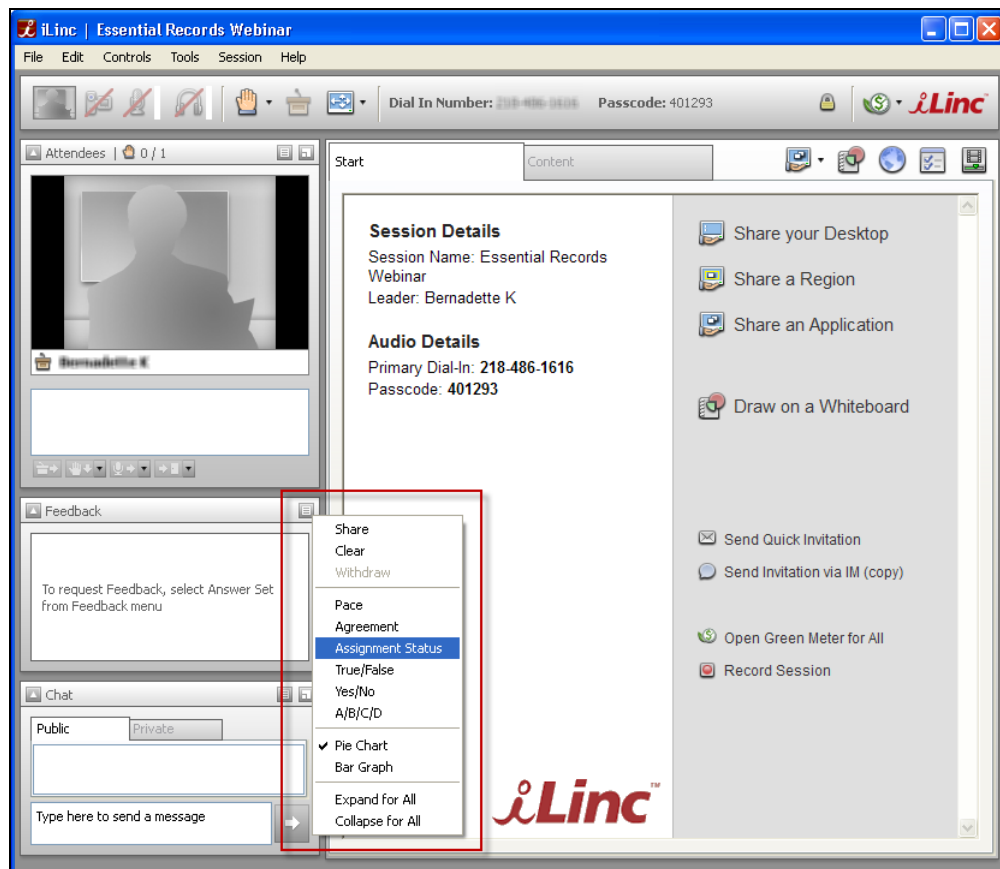 iLinc | Essential Records Webinar
File Edit Controls Tools Session Help
Dial In Number: Passcode: 401293
iLinc
Attendees | 0 / 1
Start
Content
Session Details
Session Name: Essential Records
Webinar
Leader: Bernadette K
Audio Details
Primary Dial-In: 218-486-1616
Passcode: 401293
Share your Desktop
Share a Region
Share an Application
Draw on a Whiteboard
Send Quick Invitation
Send Invitation via IM (copy)
Open Green Meter for All
Record Session
Bernadette K
Feedback
To request Feedback, select Answer Set
from Feedback menu
Share
Clear
Withdraw
Pace
Agreement
Assignment Status
True/False
Yes/No
A/B/C/D
Pie Chart
Bar Graph
Expand for All
Collapse for All
Chat
Public
Private
Type here to send a message
iLinc™